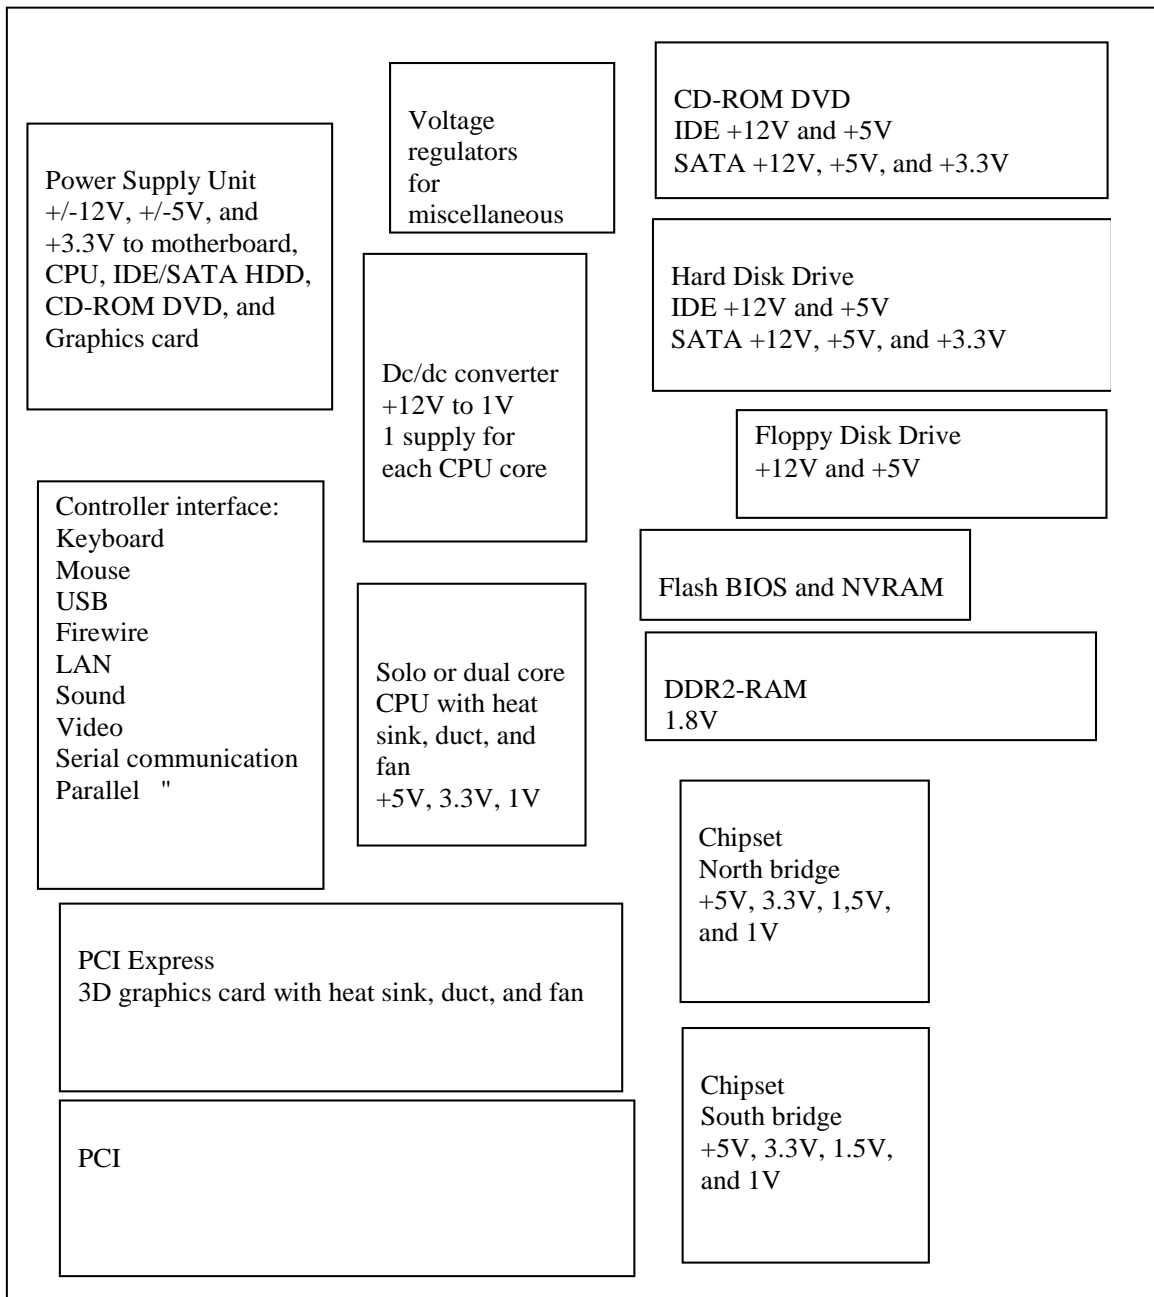 Power Supply Unit
+/-12V, +/-5V, and
+3.3V to motherboard,
CPU, IDE/SATA HDD,
CD-ROM DVD, and
Graphics card
Voltage
regulators
for
miscellaneous
CD-ROM DVD
IDE +12V and +5V
SATA +12V, +5V, and +3.3V
Dc/dc converter
+12V to 1V
1 supply for
each CPU core
Hard Disk Drive
IDE +12V and +5V
SATA +12V, +5V, and +3.3V
Floppy Disk Drive
+12V and +5V
Controller interface:
Keyboard
Mouse
USB
Firewire
LAN
Sound
Video
Serial communication
Parallel "
Flash BIOS and NVRAM
Solo or dual core
CPU with heat
sink, duct, and
fan
+5V, 3.3V, 1V
DDR2-RAM
1.8V
Chipset
North bridge
+5V, 3.3V, 1,5V,
and 1V
PCI Express
3D graphics card with heat sink, duct, and fan
Chipset
South bridge
+5V, 3.3V, 1.5V,
and 1V
PCI